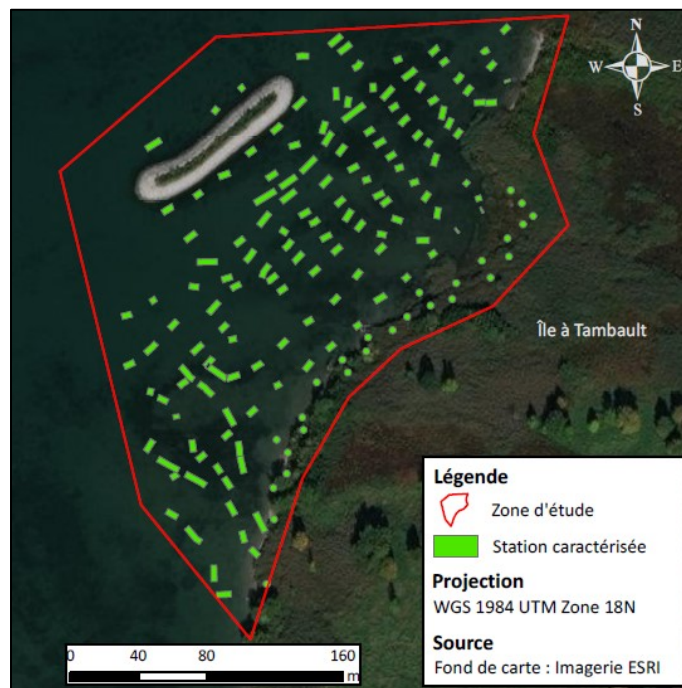 N
W E
S
Île à Tambault
Légende
Zone d'étude
Station caractérisée
Projection
WGS 1984 UTM Zone 18N
Source
Fond de carte : Imagerie ESRI
0 40 80 160
m